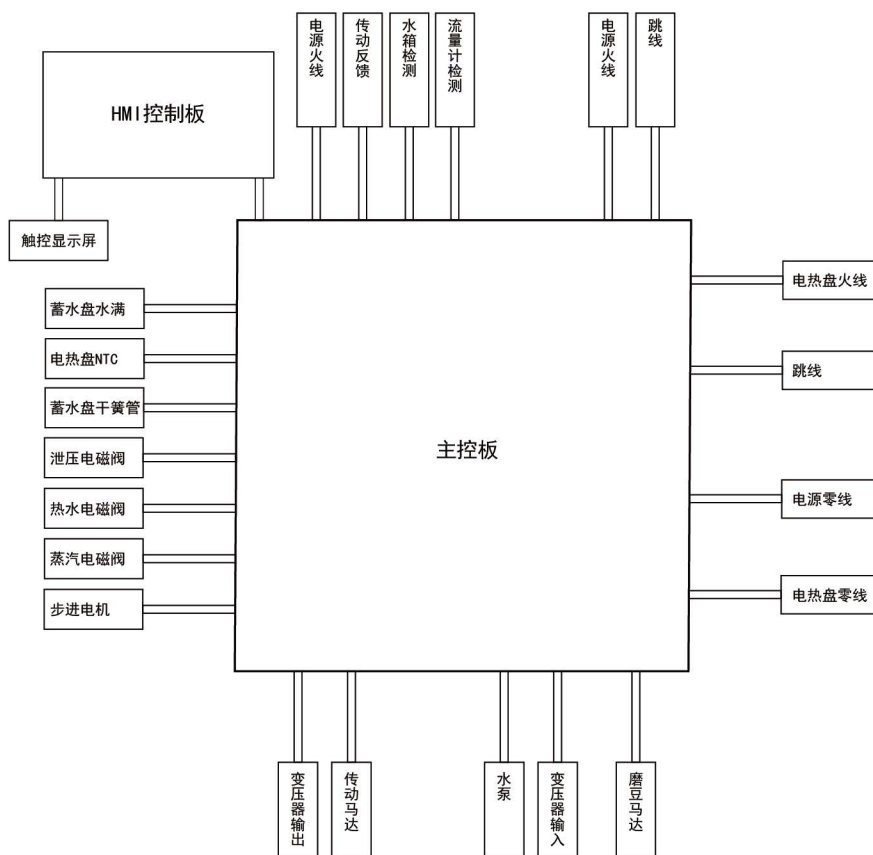 电源火线
传动反馈
水箱检测
流量计检测
电源火线
跳线
HMI控制板
触控显示屏
蓄水盘水满
电热盘NTC
蓄水盘干簧管
泄压电磁阀
热水电磁阀
蒸汽电磁阀
步进电机
主控板
电热盘火线
跳线
电源零线
电热盘零线
变压器输出
传动马达
水泵
变压器输入
磨豆马达